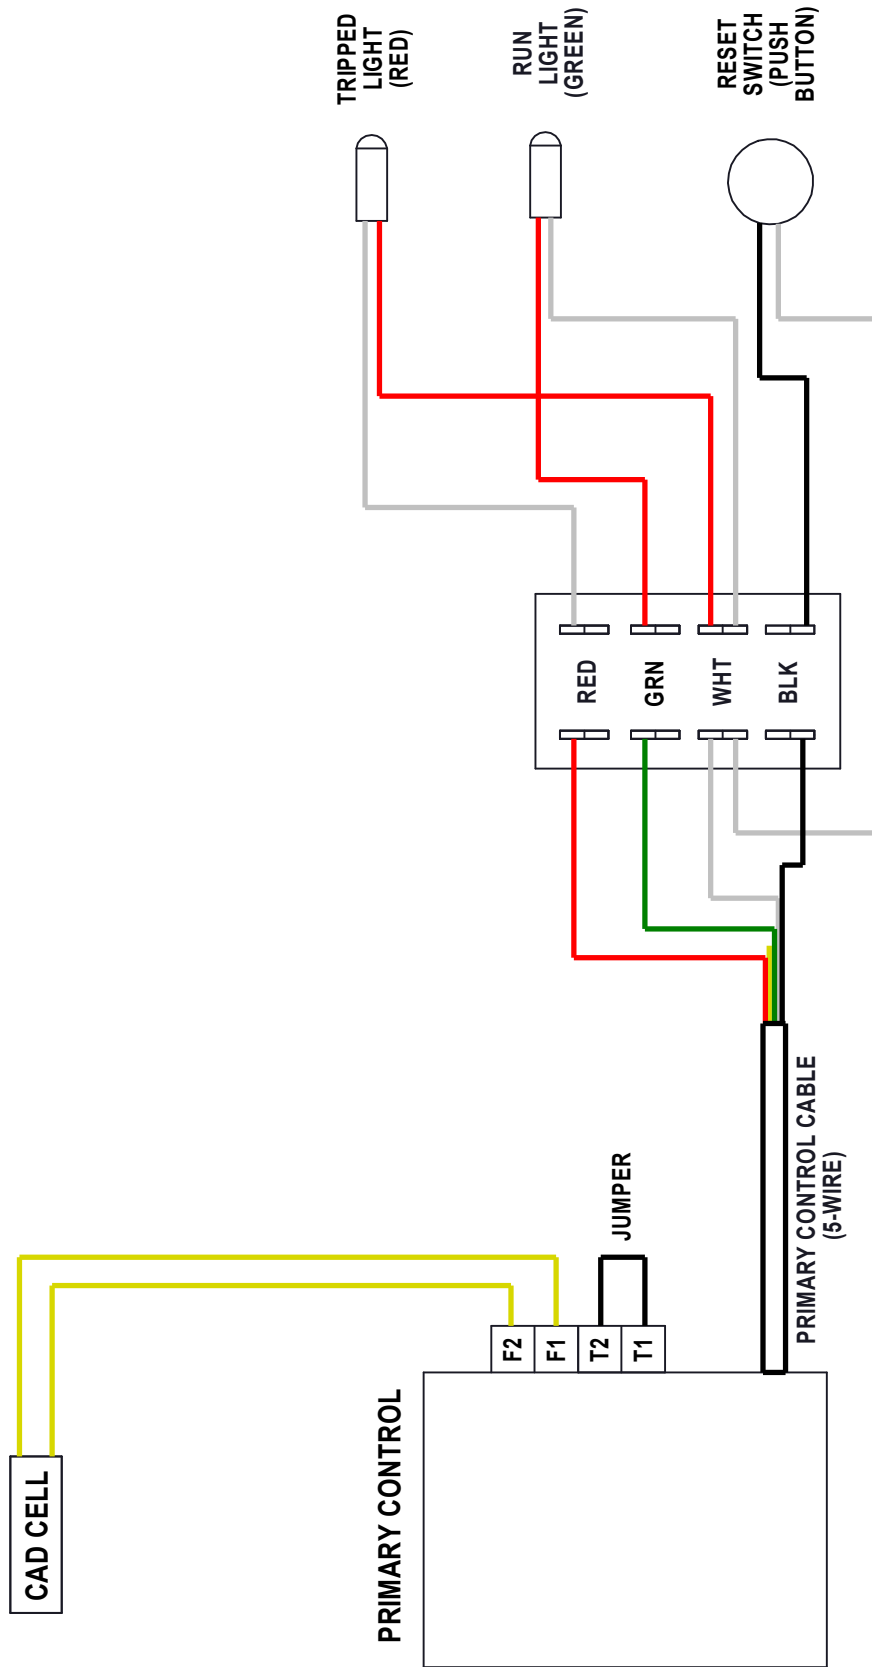 TRIPPED
LIGHT
(RED)
RUN
LIGHT
(GREEN)
RESET
SWITCH
(PUSH
BUTTON)
RED
GRN
WHT
BLK
PRIMARY CONTROL CABLE
(5-WIRE)
JUMPER
F2
F1
T2
T1
PRIMARY CONTROL
CAD CELL